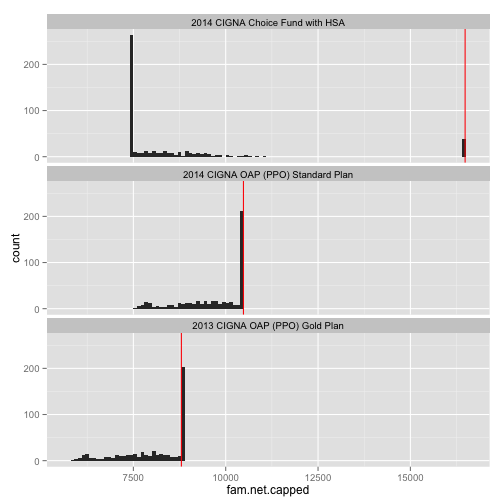 2014 CIGNA Choice Fund with HSA
200
100
0
2014 CIGNA OAP (PPO) Standard Plan
200
100
0
count
2013 CIGNA OAP (PPO) Gold Plan
200
100
0
7500 10000 12500 15000
fam.net.capped